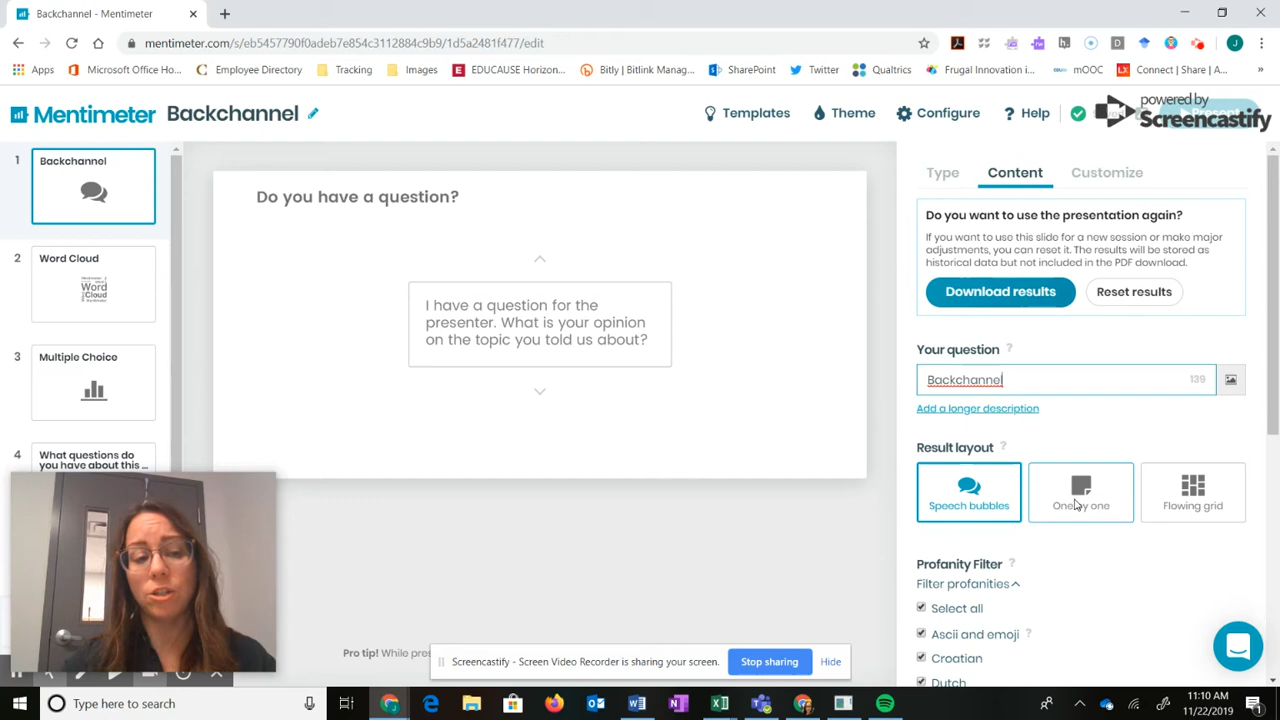 Backchannel - Mentimeter
mentimeter.com/s/eb5457790f0adeb7e854c3112884c9b9/1d5a2481f477/edit
Apps
Microsoft Office Ho...
Employee Directory
Tracking
Images
EDUCAUSE Horizon...
Bitly | Bitlink Manag...
SharePoint
Twitter
Qualtrics
Frugal Innovation i...
mOOC
Connect | Share | A...
Mentimeter
Backchannel
Templates
Theme
Configure
Help
powered by
Screencastify
1
Backchannel
2
Word Cloud
Word
Cloud
3
Multiple Choice
4
What questions do
you have about this ...
Do you have a question?
I have a question for the
presenter. What is your opinion
on the topic you told us about?
Pro tip! While pres
Type
Content
Customize
Do you want to use the presentation again?
If you want to use this slide for a new session or make major
adjustments, you can reset it. The results will be stored as
historical data but not included in the PDF download.
Download results
Reset results
Your question ?
Backchannel
139
Add a longer description
Result layout ?
Speech bubbles
One by one
Flowing grid
Profanity Filter ?
Filter profanities
Select all
Ascii and emoji ?
Croatian
Dutch
Screencastify - Screen Video Recorder is sharing your screen.
Stop sharing
Hide
Type here to search
11:10 AM
11/22/2019